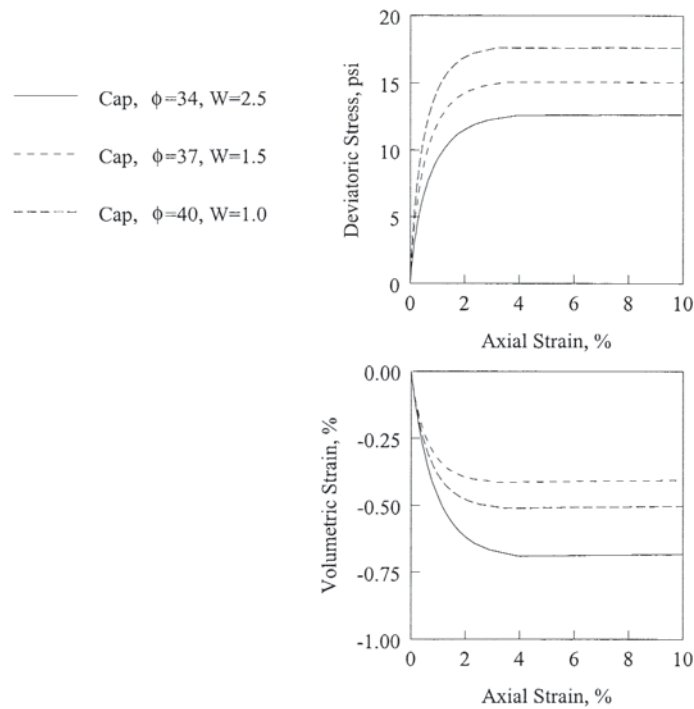 Cap, ϕ=34, W=2.5
Cap, ϕ=37, W=1.5
Cap, ϕ=40, W=1.0
Deviatoric Stress, psi
20
15
10
5
0
0 2 4 6 8 10
Axial Strain, %
Volumetric Strain, %
0.00
-0.25
-0.50
-0.75
-1.00
0 2 4 6 8 10
Axial Strain, %